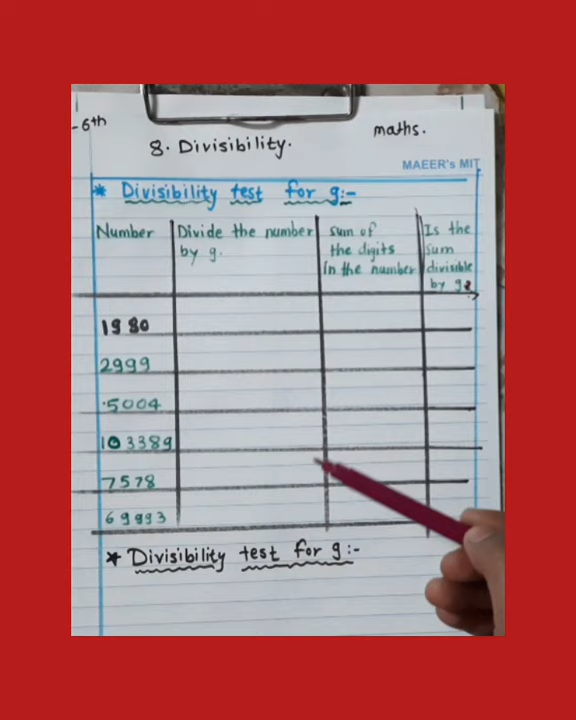 -6th
8. Divisibility.
maths.
MAEER's MIT
* Divisibility test for 9:-
Number
Divide the number
by 9.
sum of
the digits
in the number
Is the
sum
divisible
by 9?
1980
2999
5004
103389
7578
69993
* Divisibility test for 9:-